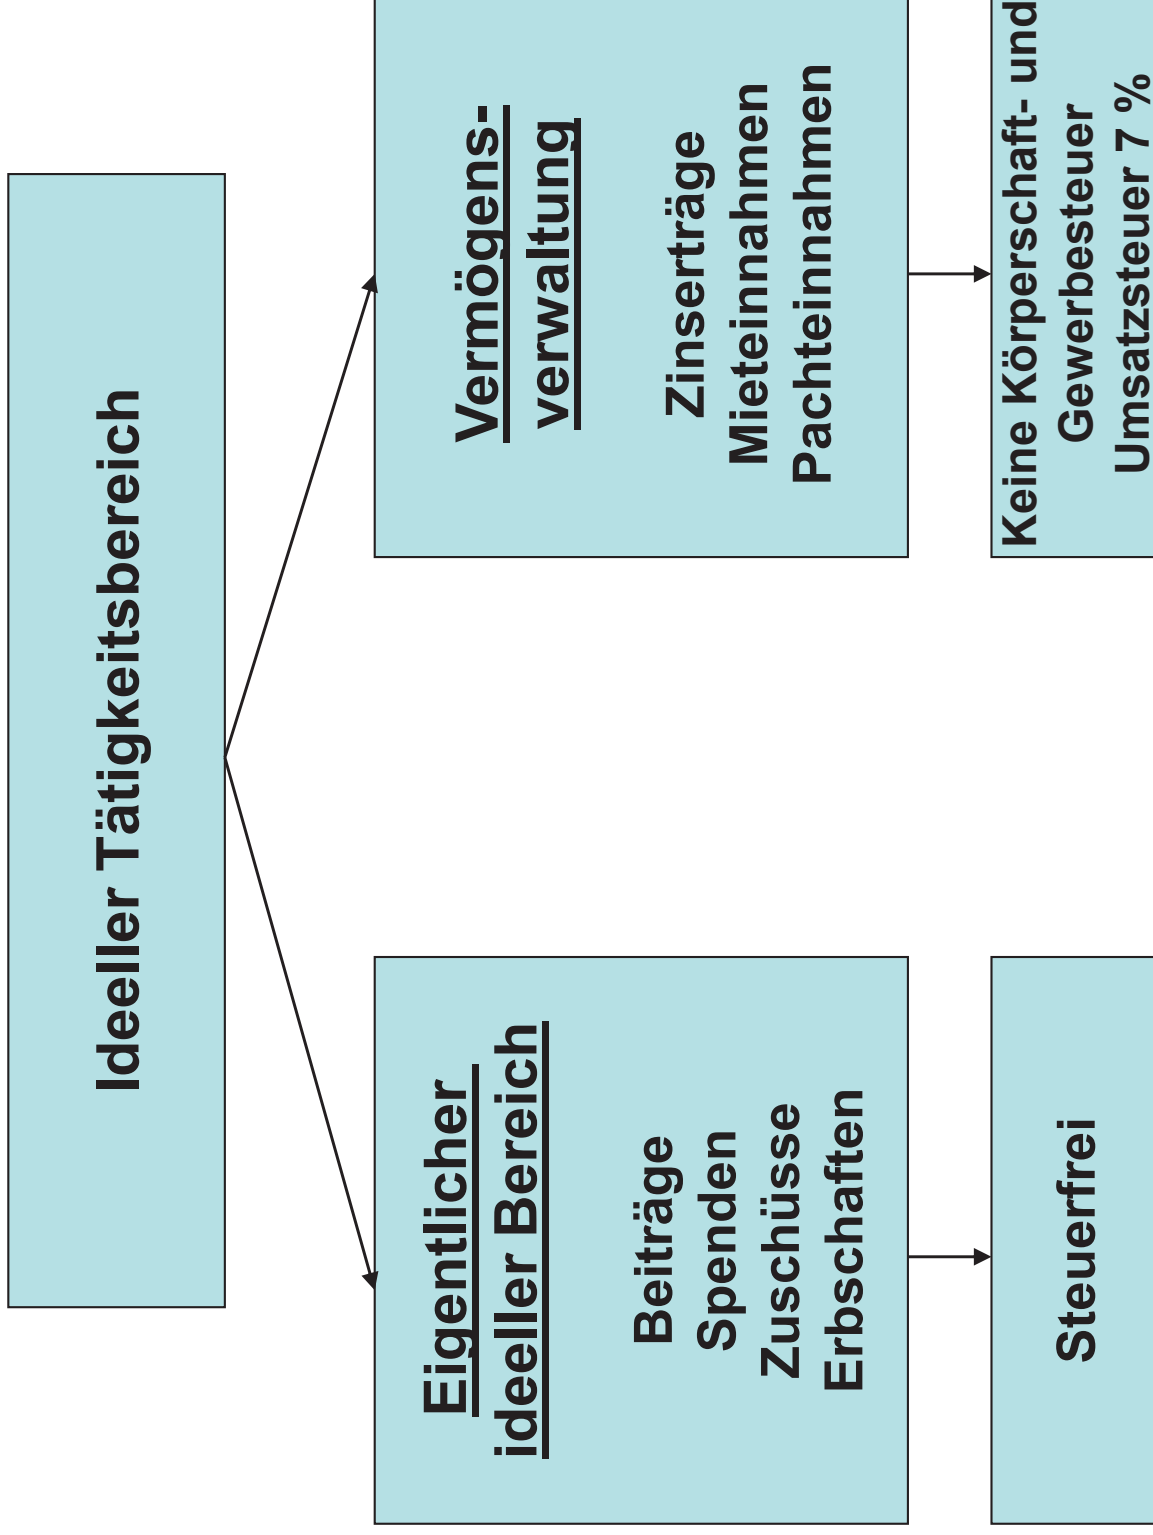 Ideeller Tätigkeitsbereich
Eigentlicher
ideeller Bereich
Beiträge
Spenden
Zuschüsse
Erbschaften
Steuerfrei
Vermögens-
verwaltung
Zinserträge
Mieteinnahmen
Pachteinnahmen
Keine Körperschaft- und
Gewerbesteuer
Umsatzsteuer 7 %